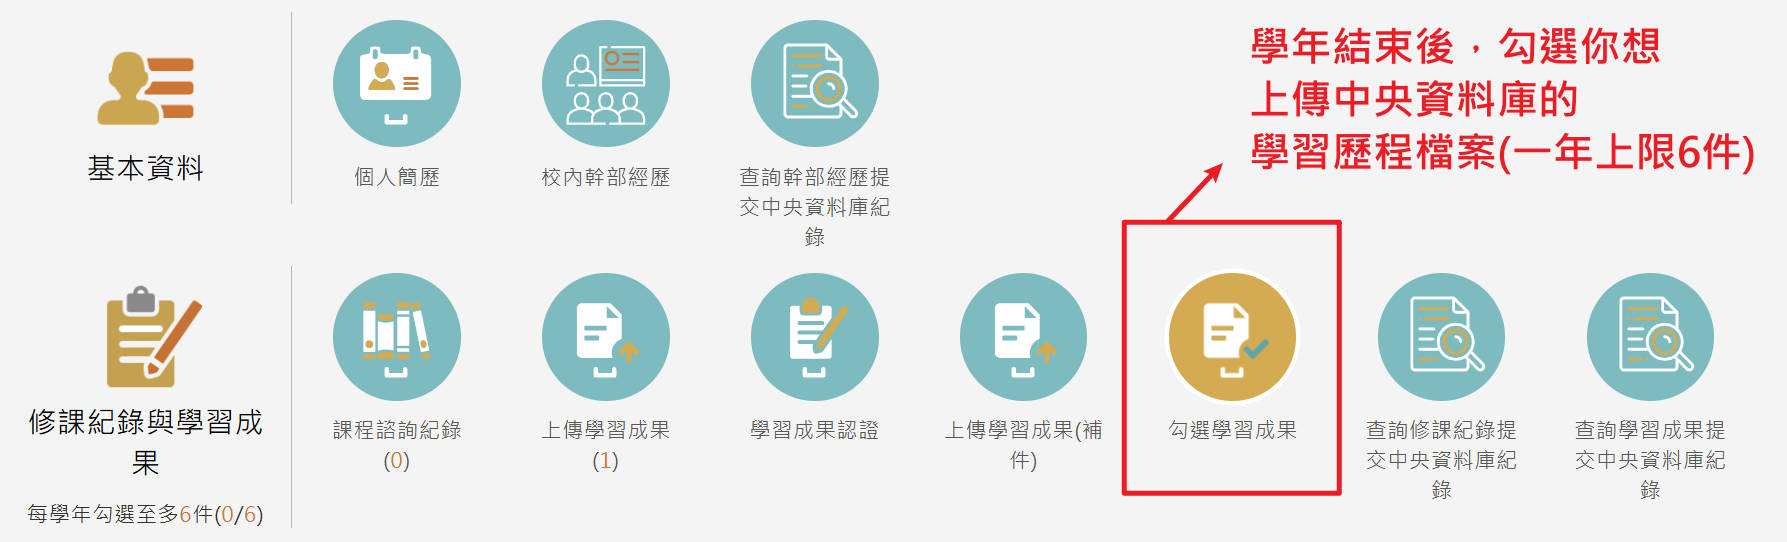 學年結束後，勾選你想
上傳中央資料庫的
學習歷程檔案(一年上限6件)
基本資料
個人簡歷
校內幹部經歷
查詢幹部經歷提
交中央資料庫紀
錄
修課紀錄與學習成
果
每學年勾選至多6件(0/6)
課程諮詢紀錄
(0)
上傳學習成果
(1)
學習成果認證
上傳學習成果(補
件)
勾選學習成果
查詢修課紀錄提
交中央資料庫紀
錄
查詢學習成果提
交中央資料庫紀
錄